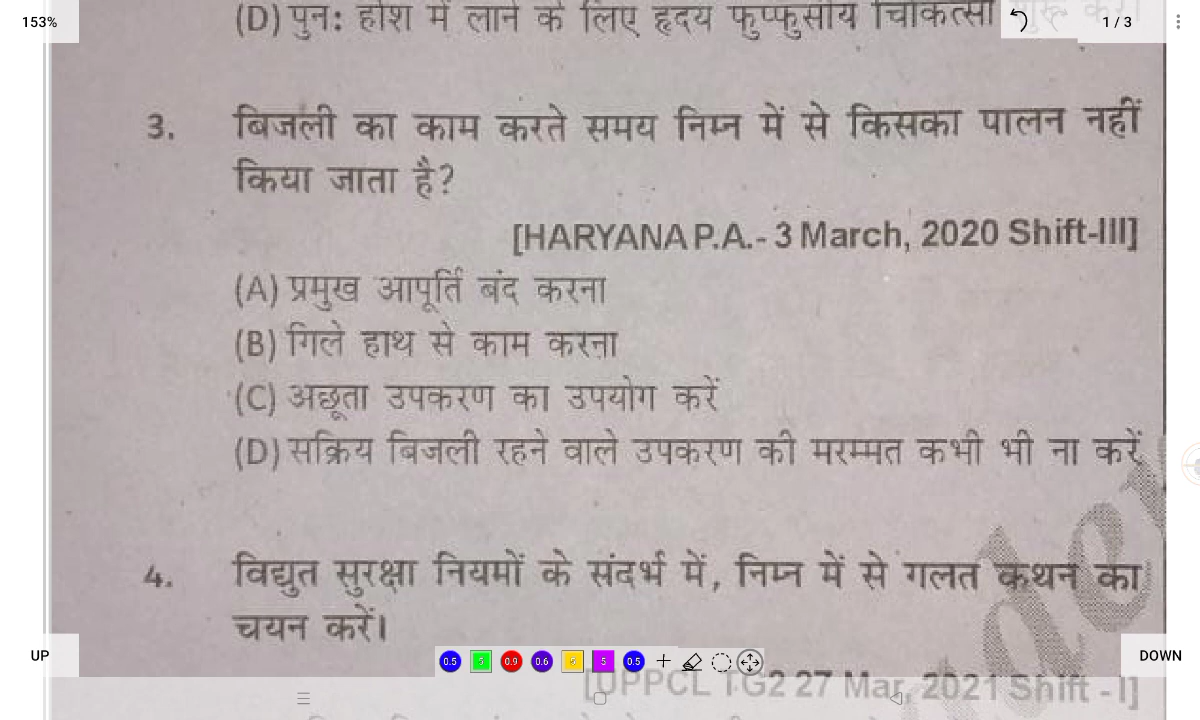 153%
(D) पुन: होश में लाने के लिए हृदय फुप्फुसीय चिकित्सा शुरू करें
1 / 3
3. बिजली का काम करते समय निम्न में से किसका पालन नहीं
किया जाता है?
[HARYANA P.A.- 3 March, 2020 Shift-III]
(A) प्रमुख आपूर्ति बंद करना
(B) गिले हाथ से काम करना
(C) अछूता उपकरण का उपयोग करें
(D) सक्रिय बिजली रहने वाले उपकरण की मरम्मत कभी भी ना करें
4. विद्युत सुरक्षा नियमों के संदर्भ में, निम्न में से गलत कथन का
चयन करें।
UP
DOWN
0.5 5 0.9 0.6 5 5 0.5
[UPPCL TG2 27 Mar, 2021 Shift - I]